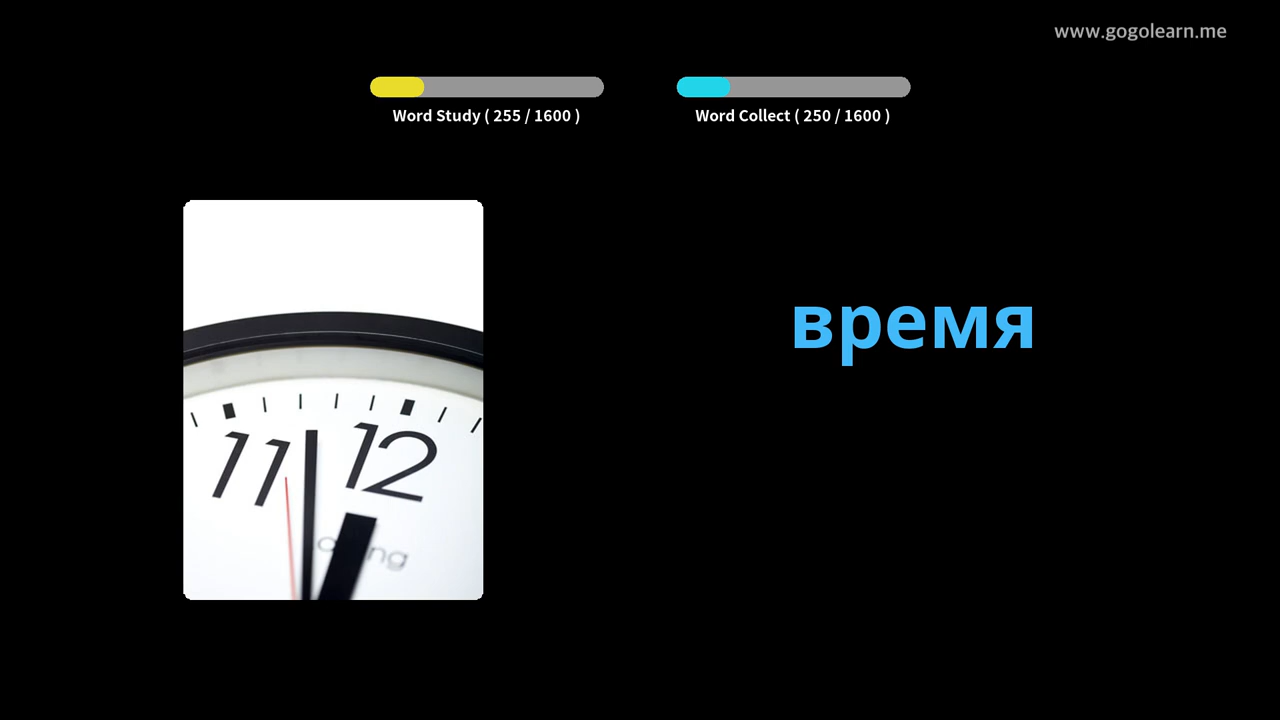 www.gogolearn.me
Word Study ( 255 / 1600 )
Word Collect ( 250 / 1600 )
время
11 12